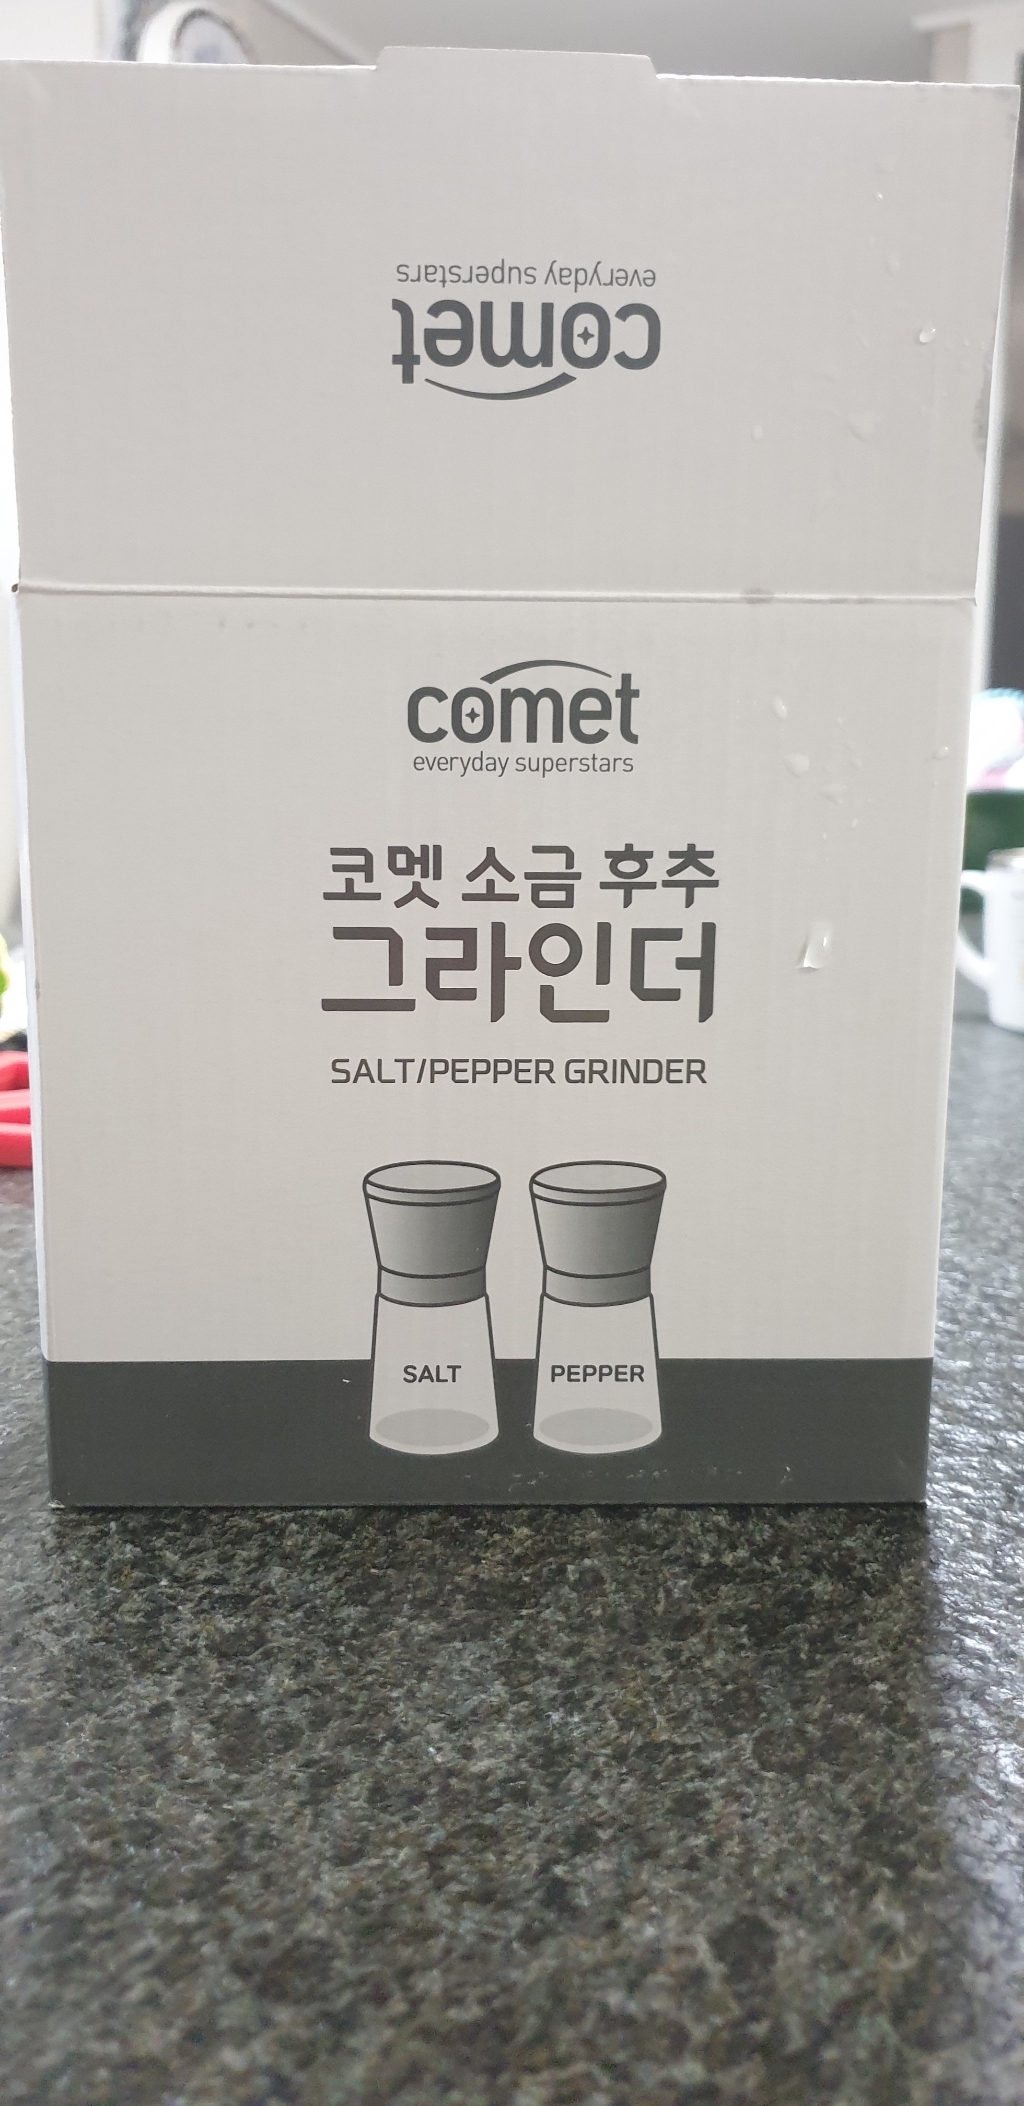 everyday superstars
comet
comet
everyday superstars
코멧 소금 후추
그라인더
SALT/PEPPER GRINDER
SALT PEPPER